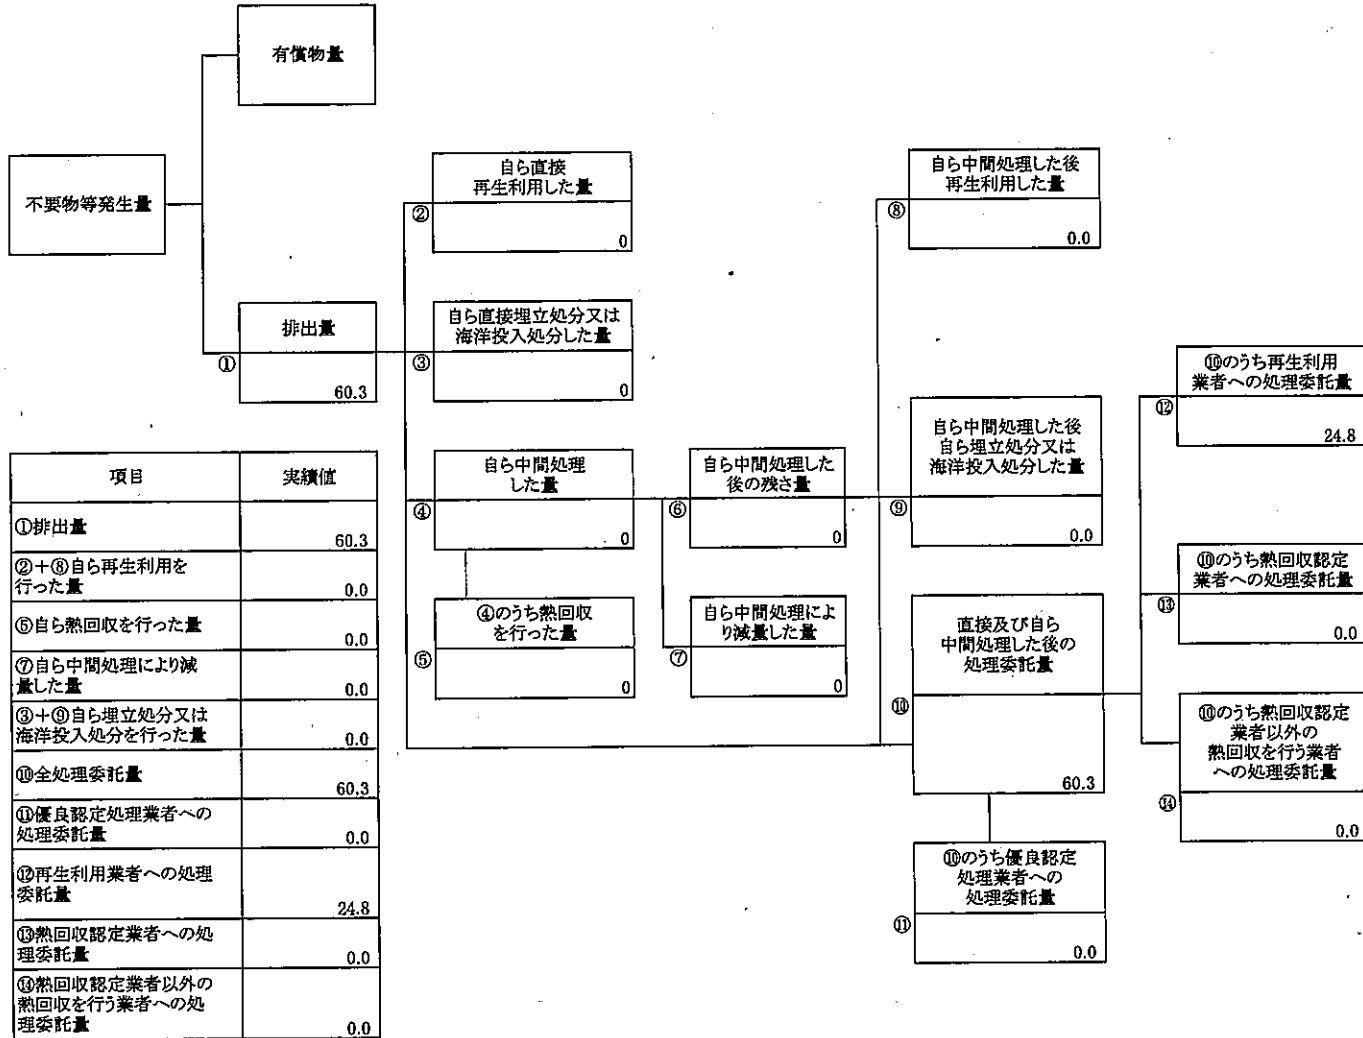 有償物量
不要物等発生量
排出量
①
60.3
自ら直接
再生利用した量
②
0
自ら直接埋立処分又は
海洋投入処分した量
③
0
自ら中間処理
した量
④
0
④のうち熱回収
を行った量
⑤
0
自ら中間処理した
後の残さ量
⑥
0
自ら中間処理によ
り減量した量
⑦
0
自ら中間処理した後
再生利用した量
⑧
0.0
自ら中間処理した後
自ら埋立処分又は
海洋投入処分した量
⑨
0.0
直接及び自ら
中間処理した後の
処理委託量
⑩
60.3
⑩のうち優良認定
処理業者への
処理委託量
⑪
0.0
⑩のうち再生利用
業者への処理委託量
⑫
24.8
⑩のうち熱回収認定
業者への処理委託量
⑬
0.0
⑩のうち熱回収認定
業者以外の
熱回収を行う業者
への処理委託量
⑭
0.0
項目 実績値
①排出量 60.3
②+⑧自ら再生利用を
行った量 0.0
⑤自ら熱回収を行った量 0.0
⑦自ら中間処理により減
量した量 0.0
③+⑨自ら埋立処分又は
海洋投入処分を行った量 0.0
⑩全処理委託量 60.3
⑪優良認定処理業者への
処理委託量 0.0
⑫再生利用業者への処理
委託量 24.8
⑬熱回収認定業者への処
理委託量 0.0
⑭熱回収認定業者以外の
熱回収を行う業者への処
理委託量 0.0